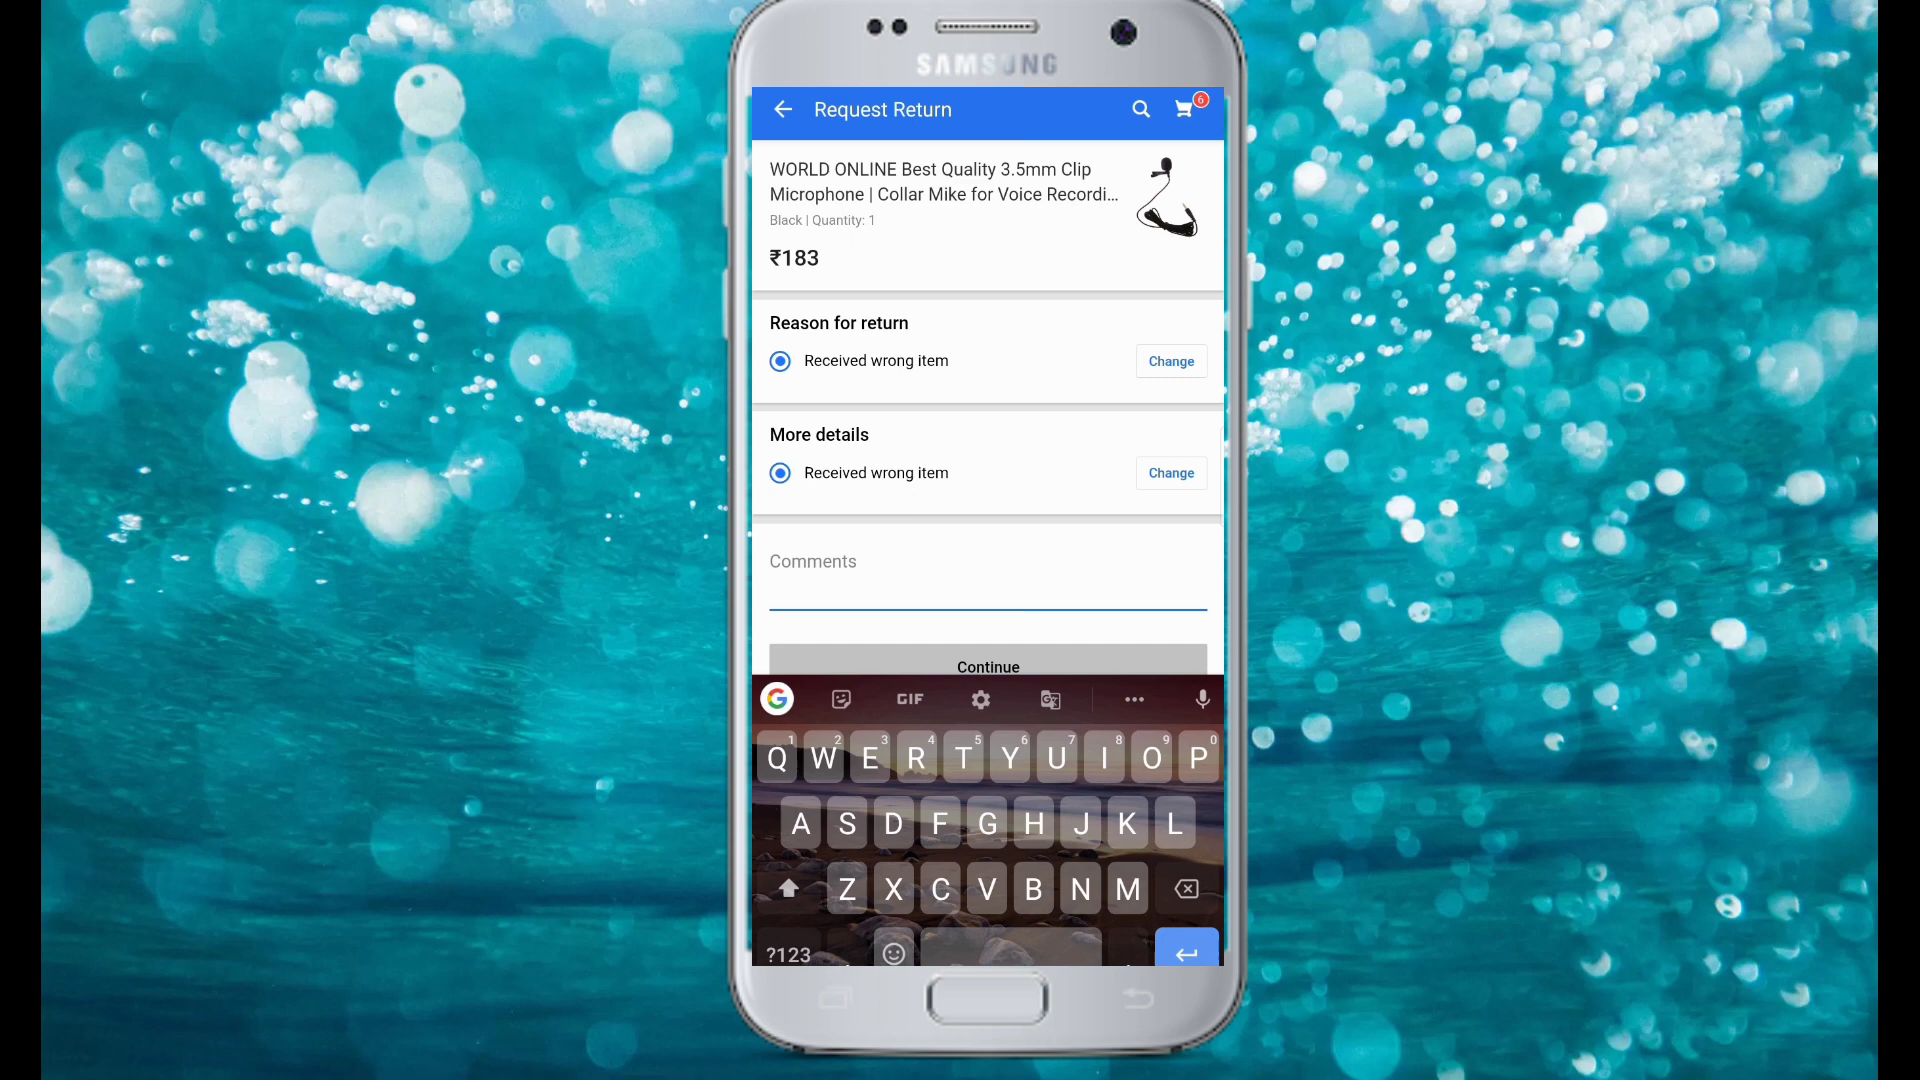 SAMSUNG
Request Return
6
WORLD ONLINE Best Quality 3.5mm Clip
Microphone | Collar Mike for Voice Recordi...
Black | Quantity: 1
₹183
Reason for return
Received wrong item
Change
More details
Received wrong item
Change
Comments
Continue
G GIF
1 2 3 4 5 6 7 8 9 0
Q W E R T Y U I O P
A S D F G H J K L
Z X C V B N M
?123